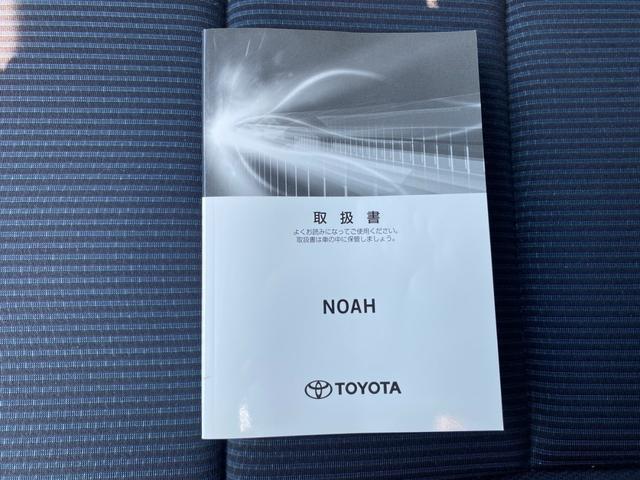 取扱書
よくお読みになってご使用ください。
取扱書は車の中に保管しましょう。
NOAH
TOYOTA